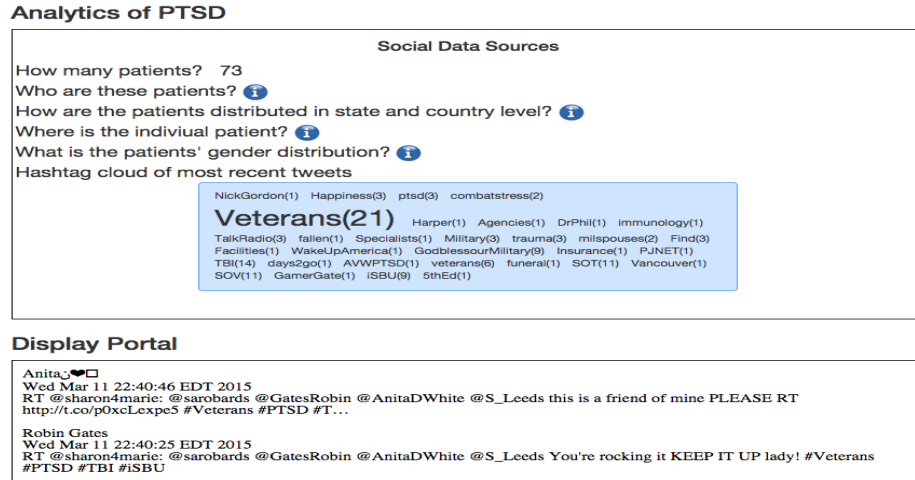 Analytics of PTSD
Social Data Sources
How many patients? 73
Who are these patients?
How are the patients distributed in state and country level?
Where is the indiviual patient?
What is the patients' gender distribution?
Hashtag cloud of most recent tweets
NickGordon(1) Happiness(3) ptsd(3) combatstress(2)
Veterans(21) Harper(1) Agencies(1) DrPhil(1) immunology(1)
TalkRadio(3) fallen(1) Specialists(1) Military(3) trauma(3) milspouses(2) Find(3)
Facilities(1) WakeUpAmerica(1) GodblessourMilitary(9) Insurance(1) PJNET(1)
TBI(14) days2go(1) AVWPTSD(1) veterans(6) funeral(1) SOT(11) Vancouver(1)
SOV(11) GamerGate(1) iSBU(9) 5thEd(1)
Display Portal
Anitaن❤□
Wed Mar 11 22:40:46 EDT 2015
RT @sharon4marie: @sarobards @GatesRobin @AnitaDWhite @S_Leeds this is a friend of mine PLEASE RT
http://t.co/p0xcLexpe5 #Veterans #PTSD #T…
Robin Gates
Wed Mar 11 22:40:25 EDT 2015
RT @sharon4marie: @sarobards @GatesRobin @AnitaDWhite @S_Leeds You're rocking it KEEP IT UP lady! #Veterans
#PTSD #TBI #iSBU